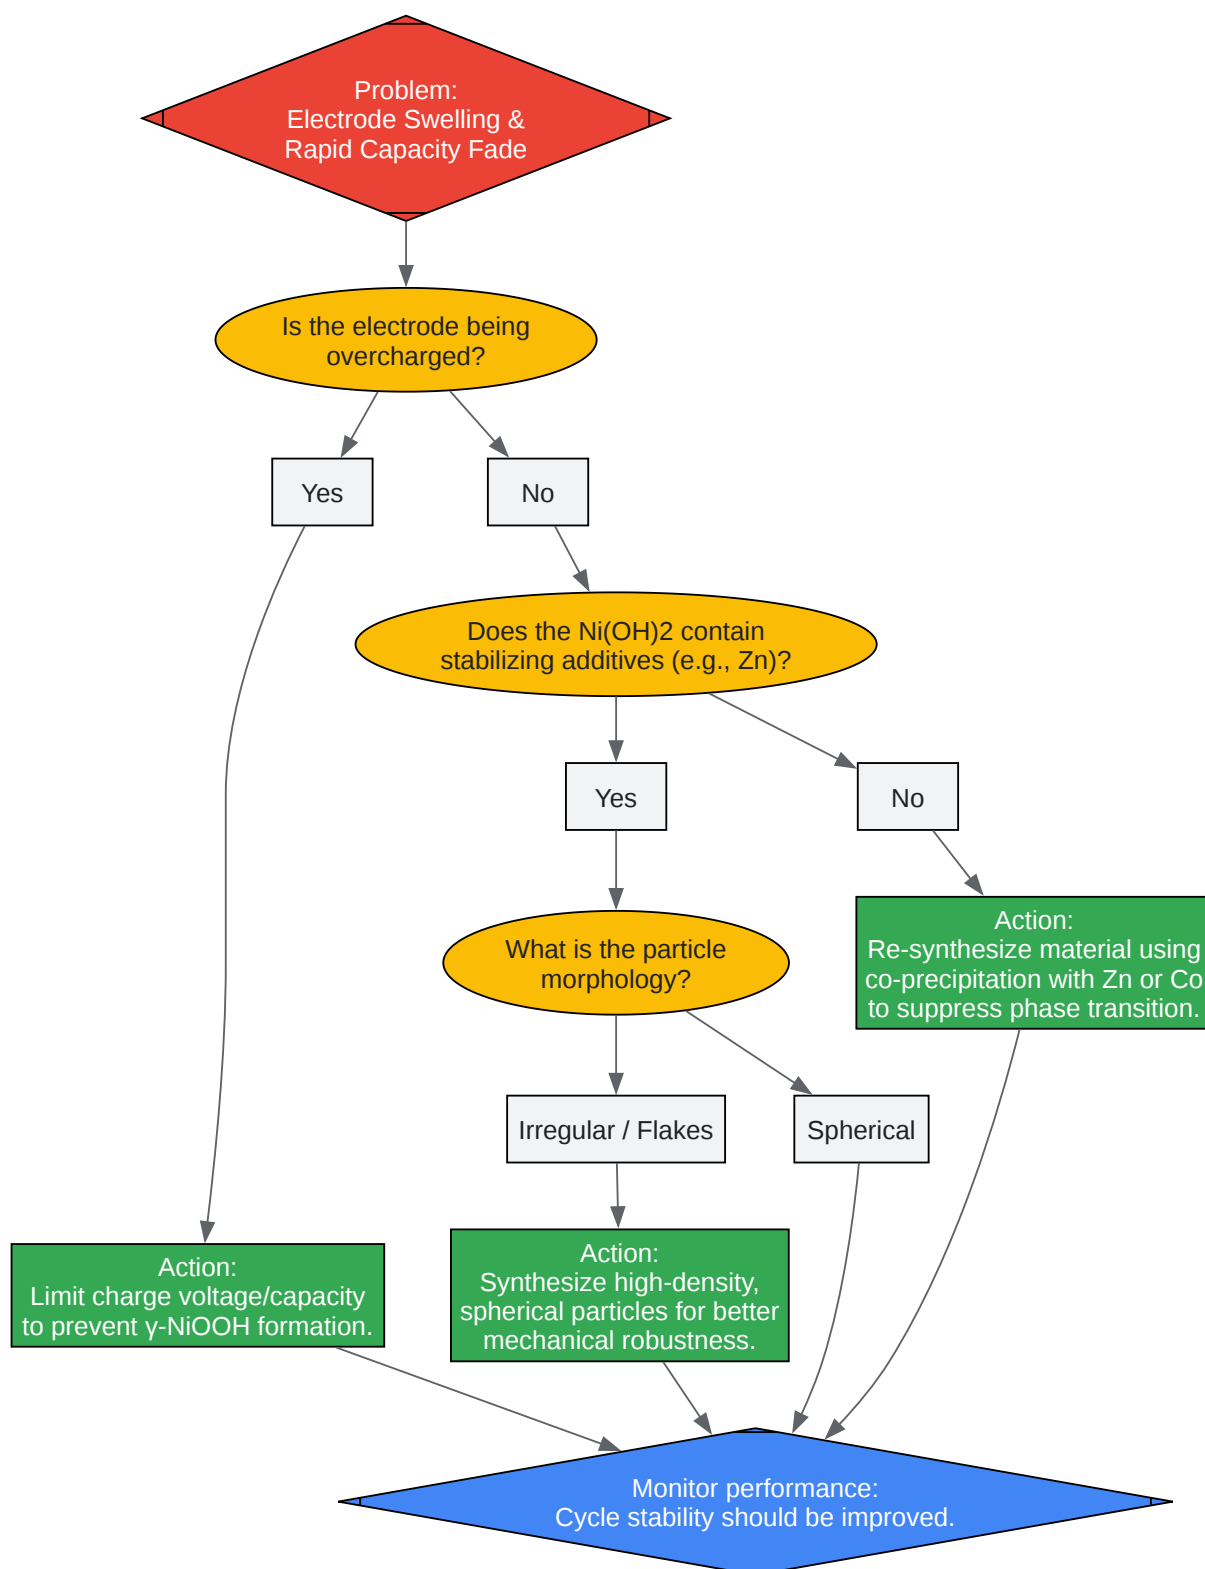 Problem:
Electrode Swelling &
Rapid Capacity Fade
Is the electrode being
overcharged?
Yes
No
Does the Ni(OH)2 contain
stabilizing additives (e.g., Zn)?
Yes
No
Action:
Re-synthesize material using
co-precipitation with Zn or Co
to suppress phase transition.
What is the particle
morphology?
Irregular / Flakes
Spherical
Action:
Limit charge voltage/capacity
to prevent γ-NiOOH formation.
Action:
Synthesize high-density,
spherical particles for better
mechanical robustness.
Monitor performance:
Cycle stability should be improved.